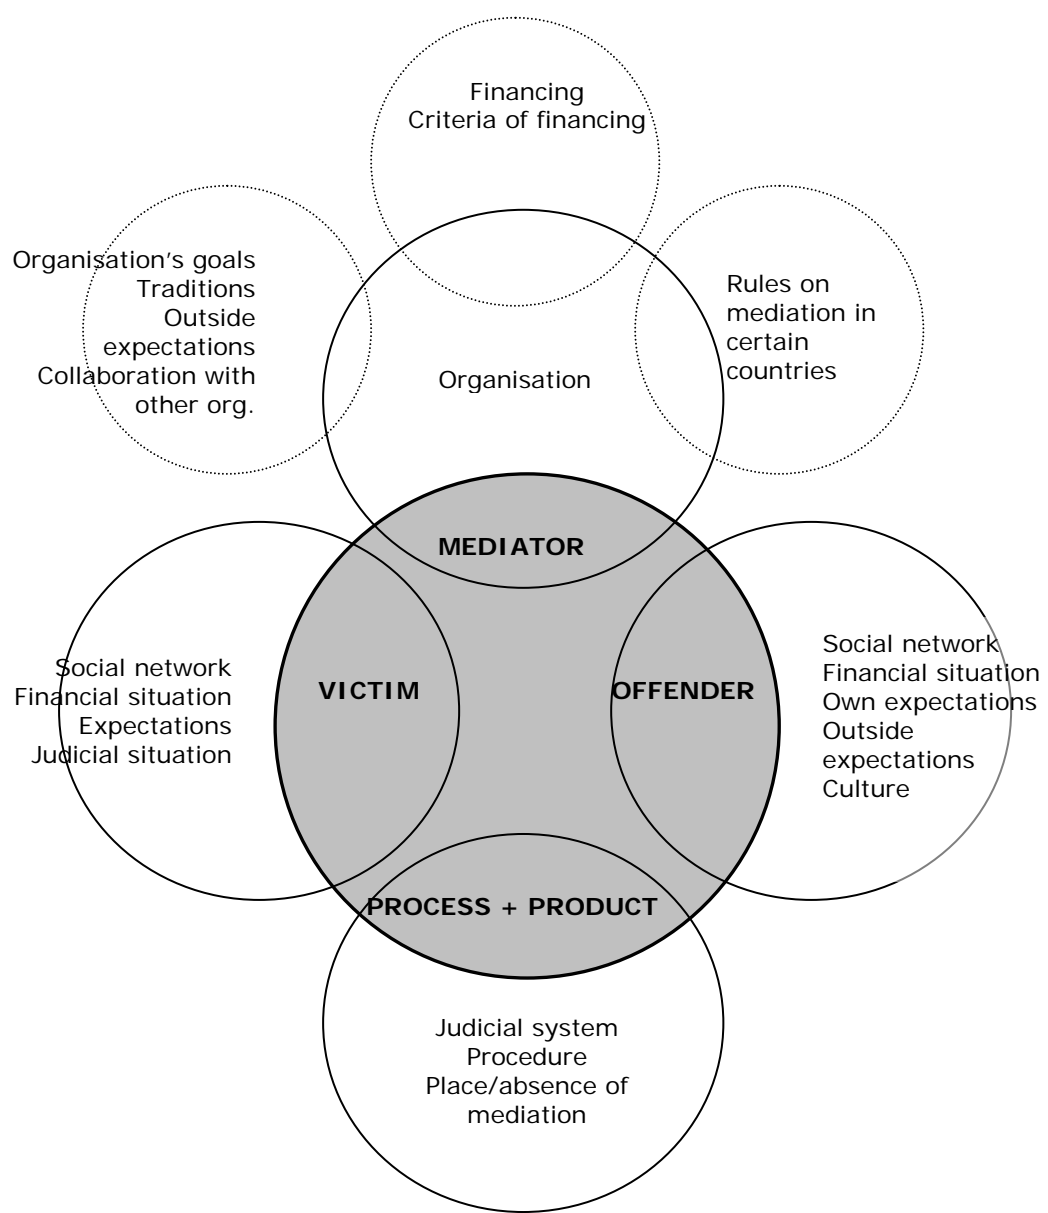 Financing
Criteria of financing
Organisation's goals
Traditions
Outside
expectations
Collaboration with
other org.
Rules on
mediation in
certain
countries
Organisation
MEDIATOR
VICTIM
OFFENDER
Social network
Financial situation
Expectations
Judicial situation
Social network
Financial situation
Own expectations
Outside
expectations
Culture
PROCESS + PRODUCT
Judicial system
Procedure
Place/absence of
mediation